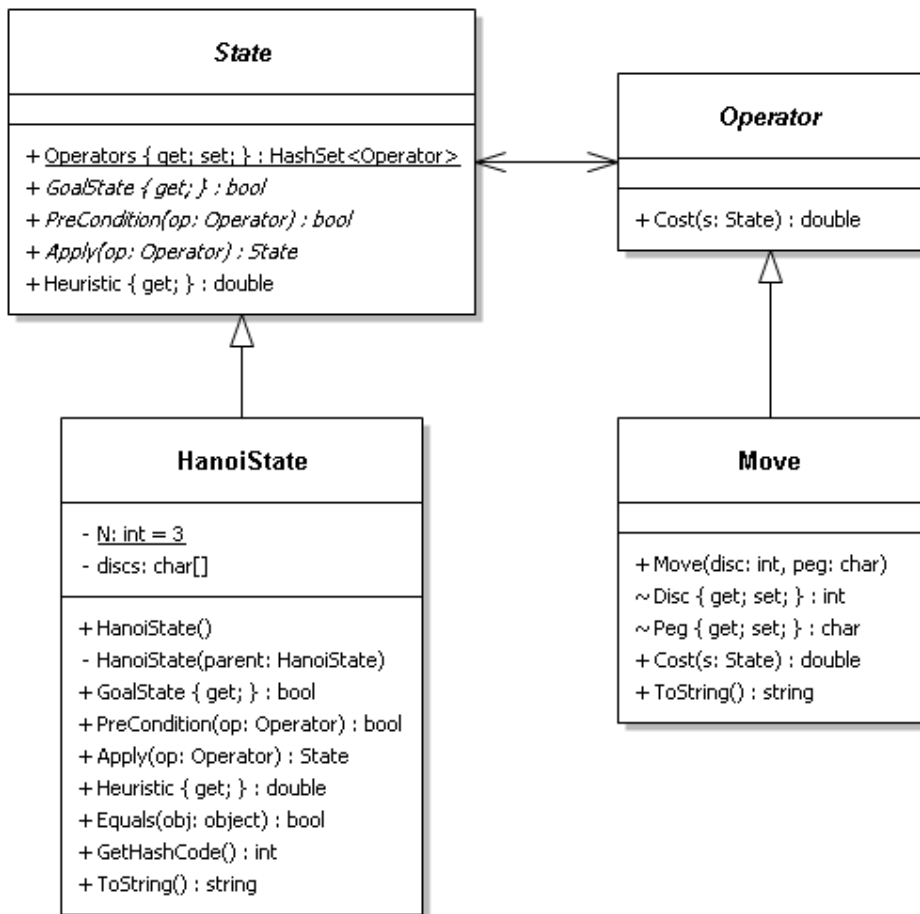 State
+ Operators { get; set; } : HashSet<Operator>
+ GoalState { get; } : bool
+ PreCondition(op: Operator) : bool
+ Apply(op: Operator) : State
+ Heuristic { get; } : double
Operator
+ Cost(s: State) : double
HanoiState
- N: int = 3
- discs: char[]
+ HanoiState()
- HanoiState(parent: HanoiState)
+ GoalState { get; } : bool
+ PreCondition(op: Operator) : bool
+ Apply(op: Operator) : State
+ Heuristic { get; } : double
+ Equals(obj: object) : bool
+ GetHashCode() : int
+ ToString() : string
Move
+ Move(disc: int, peg: char)
~ Disc { get; set; } : int
~ Peg { get; set; } : char
+ Cost(s: State) : double
+ ToString() : string